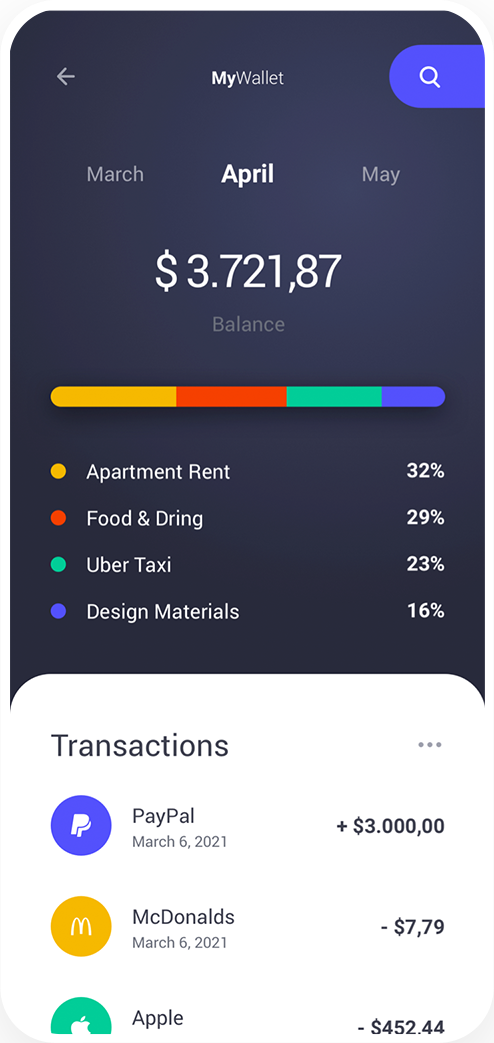 MyWallet
March April May
$ 3.721,87
Balance
Apartment Rent 32%
Food & Dring 29%
Uber Taxi 23%
Design Materials 16%
Transactions
PayPal
+ $3.000,00
March 6, 2021
McDonalds
- $7,79
March 6, 2021
Apple
- $452,44